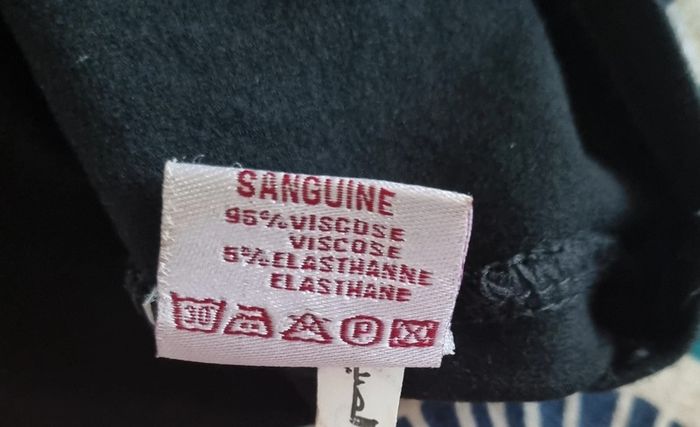 SANGUINE
95% VISCOSE
VISCOSE
5% ELASTHANNE
ELASTHANE
30 P